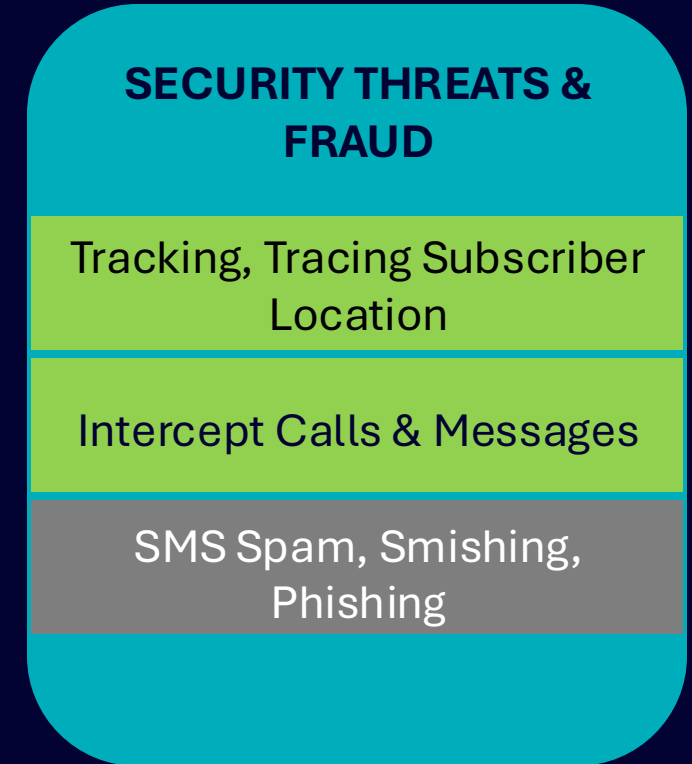 SECURITY THREATS &
FRAUD
Tracking, Tracing Subscriber
Location
Intercept Calls & Messages
SMS Spam, Smishing,
Phishing